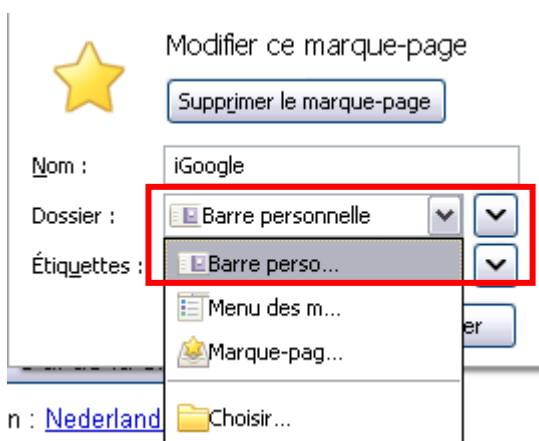 Modifier ce marque-page
Supprimer le marque-page
Nom : iGoogle
Dossier : Barre personnelle
Étiquettes : Barre perso...
Menu des m...
er
Marque-pag...
n : Nederland
Choisir...